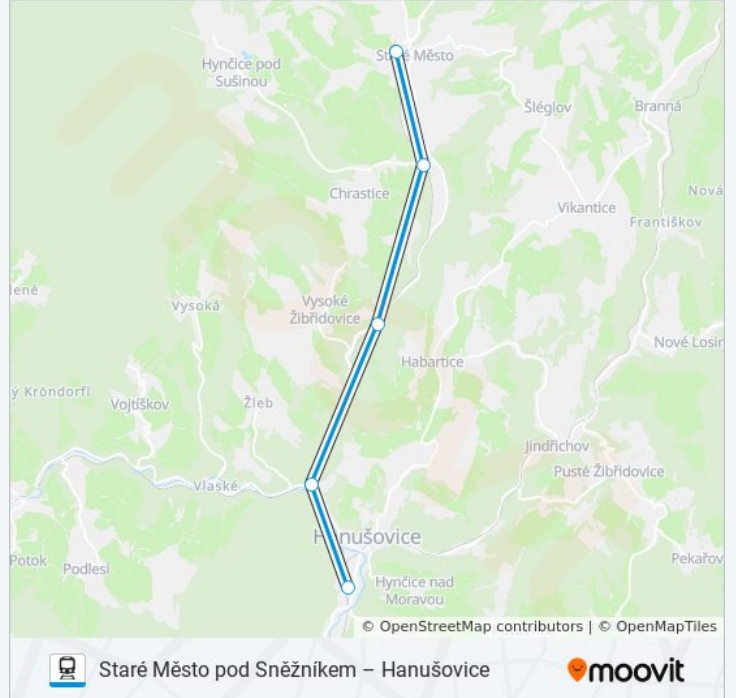 Staré Město
Hynčice pod
Sušinou
Šléglov
Branná
Chrastice
Nová
Vikantice
Františkov
lené
Vysoká
Vysoké
Žibřidovice
Nové Losin
Habartice
ý Kröndorfl
Vojtíškov
Žleb
Jindřichov
Pusté Žibřidovice
Vlaské
Hanušovice
Potok
Podlesí
Pekařov
Hynčice nad
Moravou
© OpenStreetMap contributors | © OpenMapTiles
Staré Město pod Sněžníkem – Hanušovice
moovit